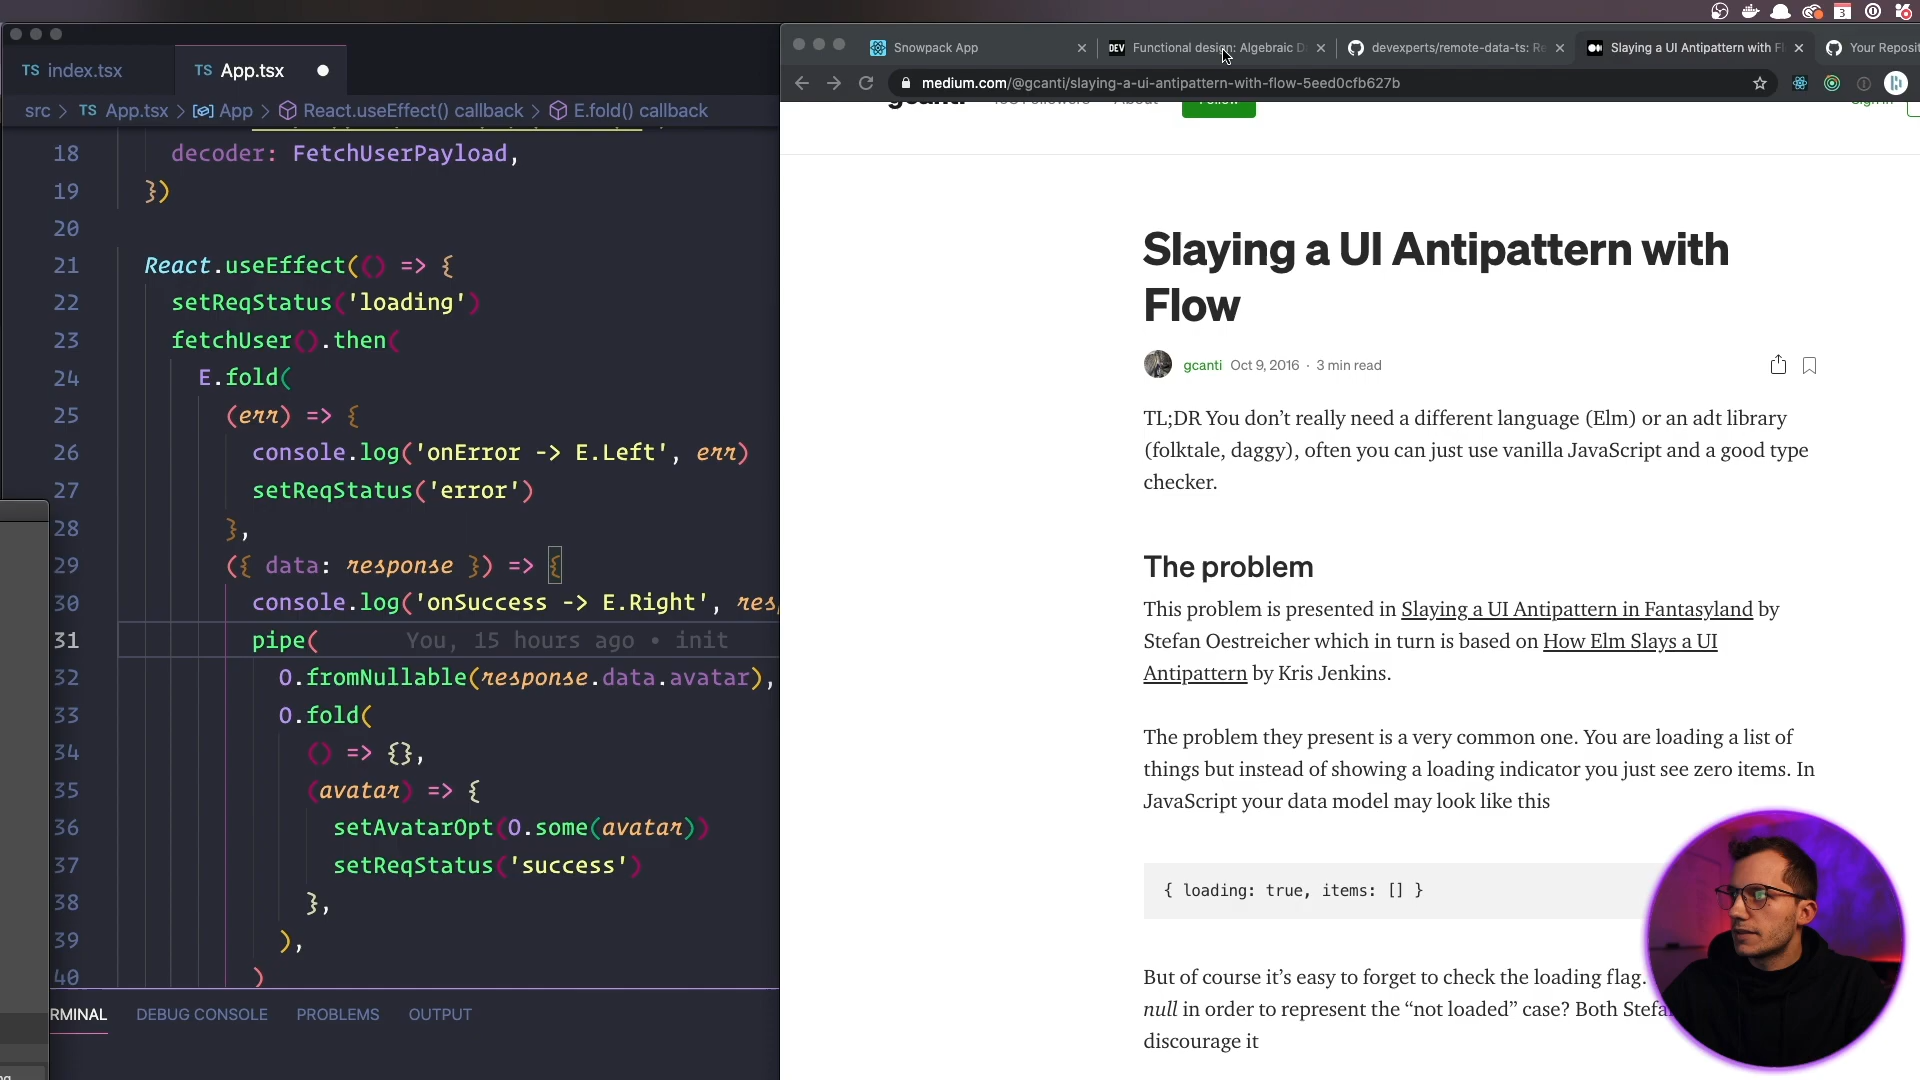 TS index.tsx
TS App.tsx
src > TS App.tsx > App > React.useEffect() callback > E.fold() callback
18 decoder: FetchUserPayload,
19 })
20
21 React.useEffect(() => {
22 setReqStatus('loading')
23 fetchUser().then(
24 E.fold(
25 (err) => {
26 console.log('onError -> E.Left', err)
27 setReqStatus('error')
28 },
29 ({ data: response }) => {
30 console.log('onSuccess -> E.Right', res
31 pipe( You, 15 hours ago • init
32 O.fromNullable(response.data.avatar),
33 O.fold(
34 () => {},
35 (avatar) => {
36 setAvatarOpt(O.some(avatar))
37 setReqStatus('success')
38 },
39 ),
40 )
RMINAL DEBUG CONSOLE PROBLEMS OUTPUT
3
Snowpack App
DEV Functional design: Algebraic D
devexperts/remote-data-ts: Re
Slaying a UI Antipattern with Fl
Your Reposit
medium.com/@gcanti/slaying-a-ui-antipattern-with-flow-5eed0cfb627b
Slaying a UI Antipattern with
Flow
gcanti Oct 9, 2016 · 3 min read
TL;DR You don’t really need a different language (Elm) or an adt library
(folktale, daggy), often you can just use vanilla JavaScript and a good type
checker.
The problem
This problem is presented in Slaying a UI Antipattern in Fantasyland by
Stefan Oestreicher which in turn is based on How Elm Slays a UI
Antipattern by Kris Jenkins.
The problem they present is a very common one. You are loading a list of
things but instead of showing a loading indicator you just see zero items. In
JavaScript your data model may look like this
{ loading: true, items: [] }
But of course it’s easy to forget to check the loading flag.
null in order to represent the “not loaded” case? Both Stefa
discourage it